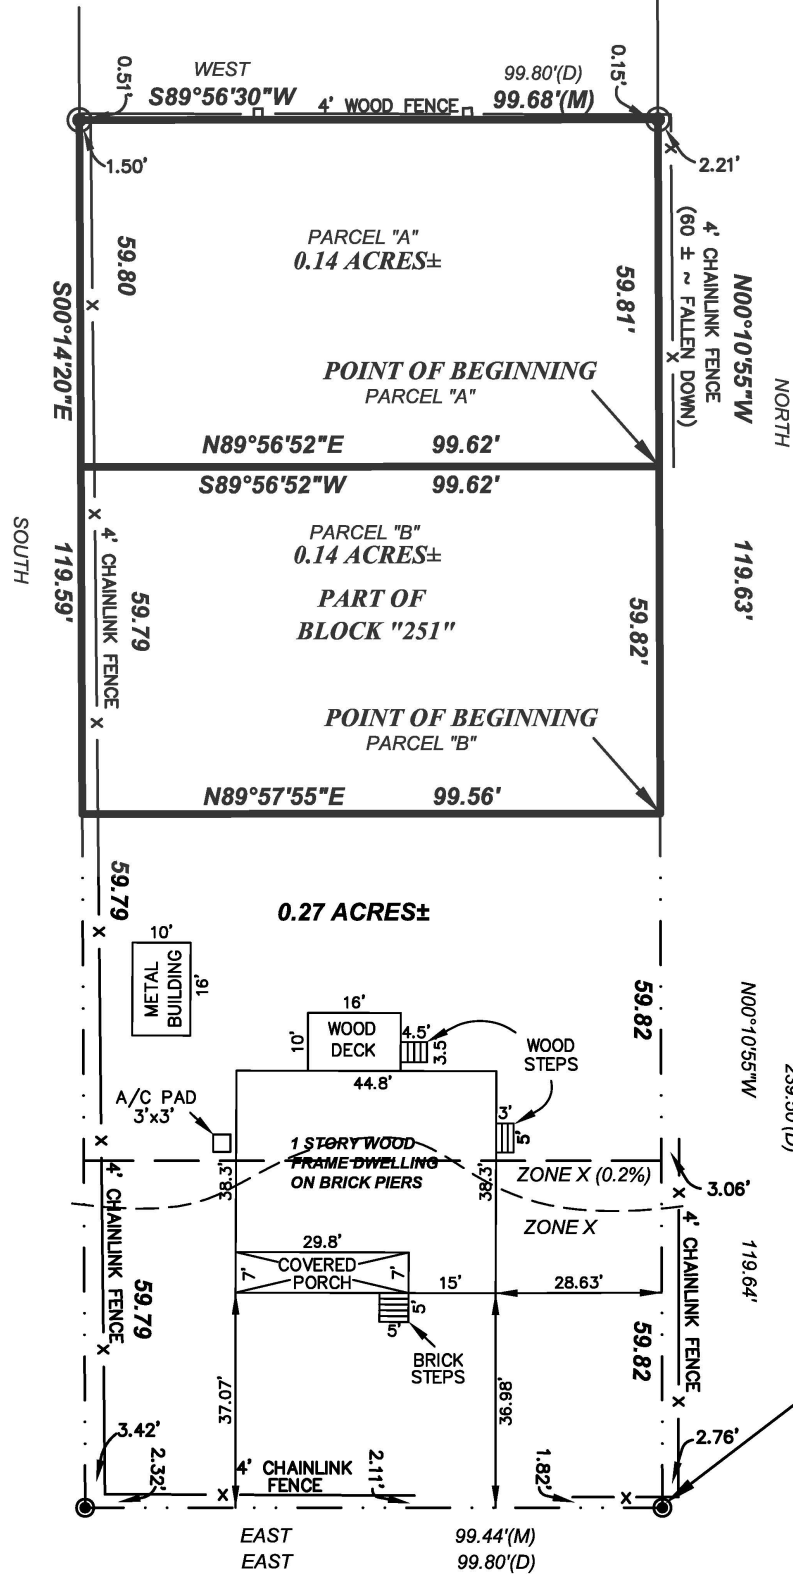 WEST
S89°56'30"W
99.80'(D)
99.68'(M)
4' WOOD FENCE
0.51'
0.15'
1.50'
2.21'
PARCEL "A"
0.14 ACRES±
59.80
59.81'
4' CHAINLINK FENCE
(60 ± ~ FALLEN DOWN)
N00°10'55"W
NORTH
S00°14'20"E
POINT OF BEGINNING
PARCEL "A"
N89°56'52"E 99.62'
S89°56'52"W 99.62'
PARCEL "B"
0.14 ACRES±
PART OF
BLOCK "251"
SOUTH
119.59'
4' CHAINLINK FENCE
59.79
59.82'
119.63'
POINT OF BEGINNING
PARCEL "B"
N89°57'55"E 99.56'
59.79
0.27 ACRES±
10'
METAL
BUILDING
16'
59.82
N00°10'55"W
16'
WOOD
DECK
10'
4.5'
3.5'
WOOD
STEPS
44.8'
A/C PAD
3'x3'
3'
5'
1 STORY WOOD
FRAME DWELLING
ON BRICK PIERS
38.3'
38.3'
ZONE X (0.2%)
ZONE X
3.06'
4' CHAINLINK FENCE
4' CHAINLINK FENCE
119.64'
29.8'
COVERED
PORCH
7'
7'
15'
28.63'
5'
5'
BRICK
STEPS
59.79
59.82
37.07'
36.98'
3.42'
2.32'
4' CHAINLINK
FENCE
2.11'
1.82'
2.76'
EAST 99.44'(M)
EAST 99.80'(D)